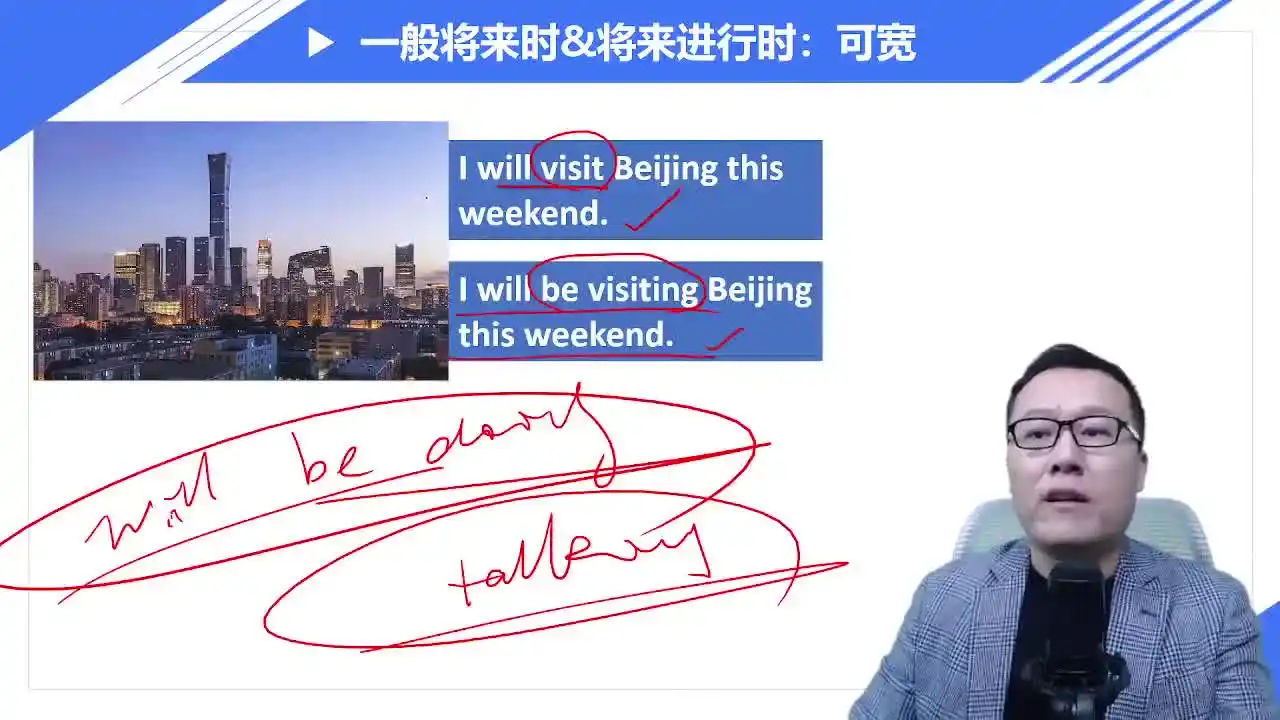 一般将来时&将来进行时：可宽
I will visit Beijing this
weekend.
I will be visiting Beijing
this weekend.
will be doing
talking